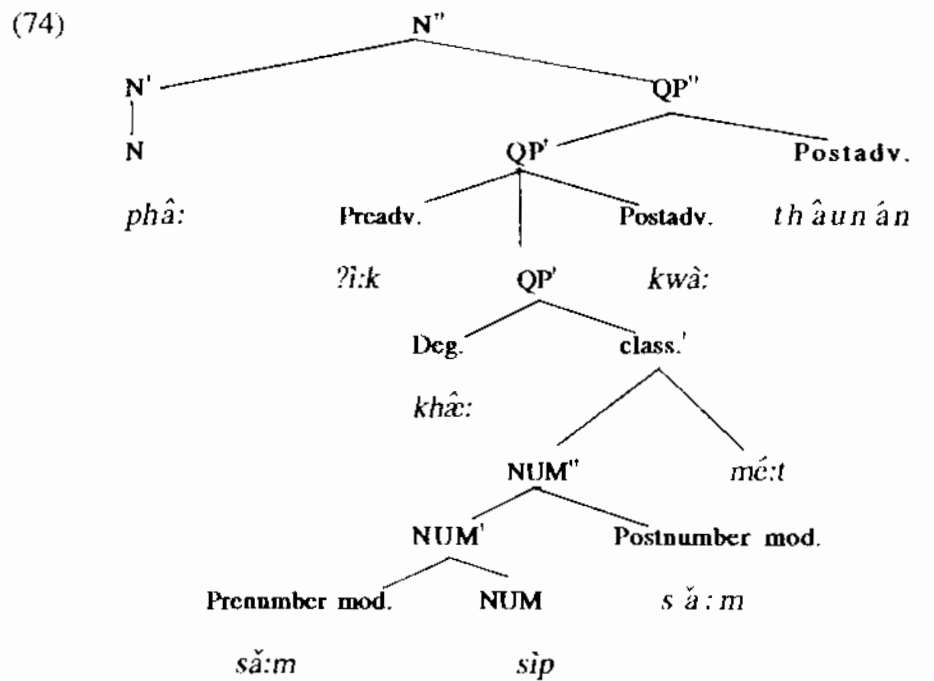 (74)
N"
N' QP"
N QP' Postadv.
phâ: Preadv. Postadv. thâunán
ʔì:k QP' kwà:
Deg. class.'
khæ̂:
NUM" mé:t
NUM' Postnumber mod.
Prenumber mod. NUM sǎ:m
sǎ:m sìp